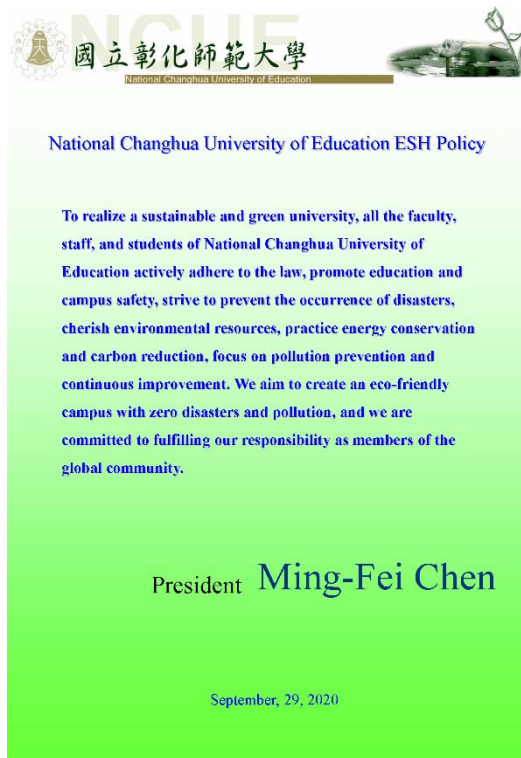 NCUE
國立彰化師範大學
National Changhua University of Education
National Changhua University of Education ESH Policy
To realize a sustainable and green university, all the faculty,
staff, and students of National Changhua University of
Education actively adhere to the law, promote education and
campus safety, strive to prevent the occurrence of disasters,
cherish environmental resources, practice energy conservation
and carbon reduction, focus on pollution prevention and
continuous improvement. We aim to create an eco-friendly
campus with zero disasters and pollution, and we are
committed to fulfilling our responsibility as members of the
global community.
President Ming-Fei Chen
September, 29, 2020